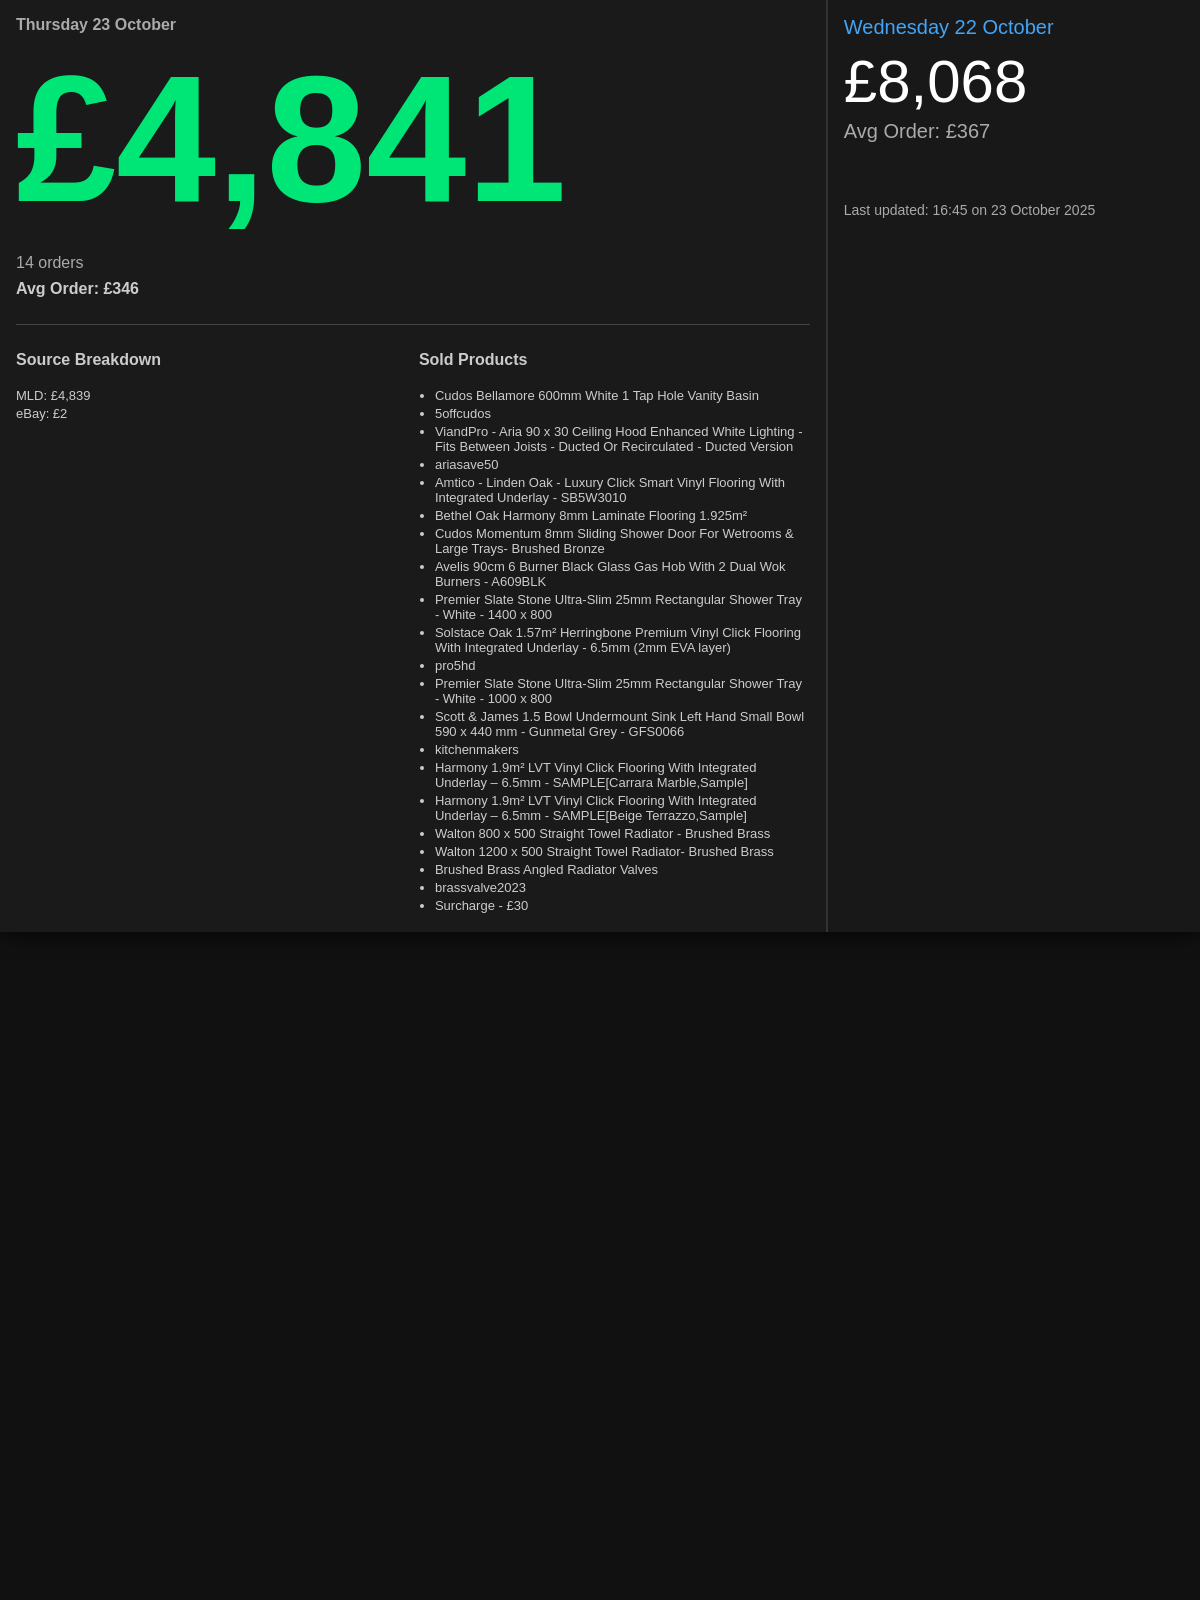 Thursday 23 October
£4,841
14 orders
Avg Order: £346
Source Breakdown
MLD: £4,839
eBay: £2
Sold Products
Cudos Bellamore 600mm White 1 Tap Hole Vanity Basin
5offcudos
ViandPro - Aria 90 x 30 Ceiling Hood Enhanced White Lighting -
Fits Between Joists - Ducted Or Recirculated - Ducted Version
ariasave50
Amtico - Linden Oak - Luxury Click Smart Vinyl Flooring With
Integrated Underlay - SB5W3010
Bethel Oak Harmony 8mm Laminate Flooring 1.925m²
Cudos Momentum 8mm Sliding Shower Door For Wetrooms &
Large Trays- Brushed Bronze
Avelis 90cm 6 Burner Black Glass Gas Hob With 2 Dual Wok
Burners - A609BLK
Premier Slate Stone Ultra-Slim 25mm Rectangular Shower Tray
- White - 1400 x 800
Solstace Oak 1.57m² Herringbone Premium Vinyl Click Flooring
With Integrated Underlay - 6.5mm (2mm EVA layer)
pro5hd
Premier Slate Stone Ultra-Slim 25mm Rectangular Shower Tray
- White - 1000 x 800
Scott & James 1.5 Bowl Undermount Sink Left Hand Small Bowl
590 x 440 mm - Gunmetal Grey - GFS0066
kitchenmakers
Harmony 1.9m² LVT Vinyl Click Flooring With Integrated
Underlay – 6.5mm - SAMPLE[Carrara Marble,Sample]
Harmony 1.9m² LVT Vinyl Click Flooring With Integrated
Underlay – 6.5mm - SAMPLE[Beige Terrazzo,Sample]
Walton 800 x 500 Straight Towel Radiator - Brushed Brass
Walton 1200 x 500 Straight Towel Radiator- Brushed Brass
Brushed Brass Angled Radiator Valves
brassvalve2023
Surcharge - £30
Wednesday 22 October
£8,068
Avg Order: £367
Last updated: 16:45 on 23 October 2025